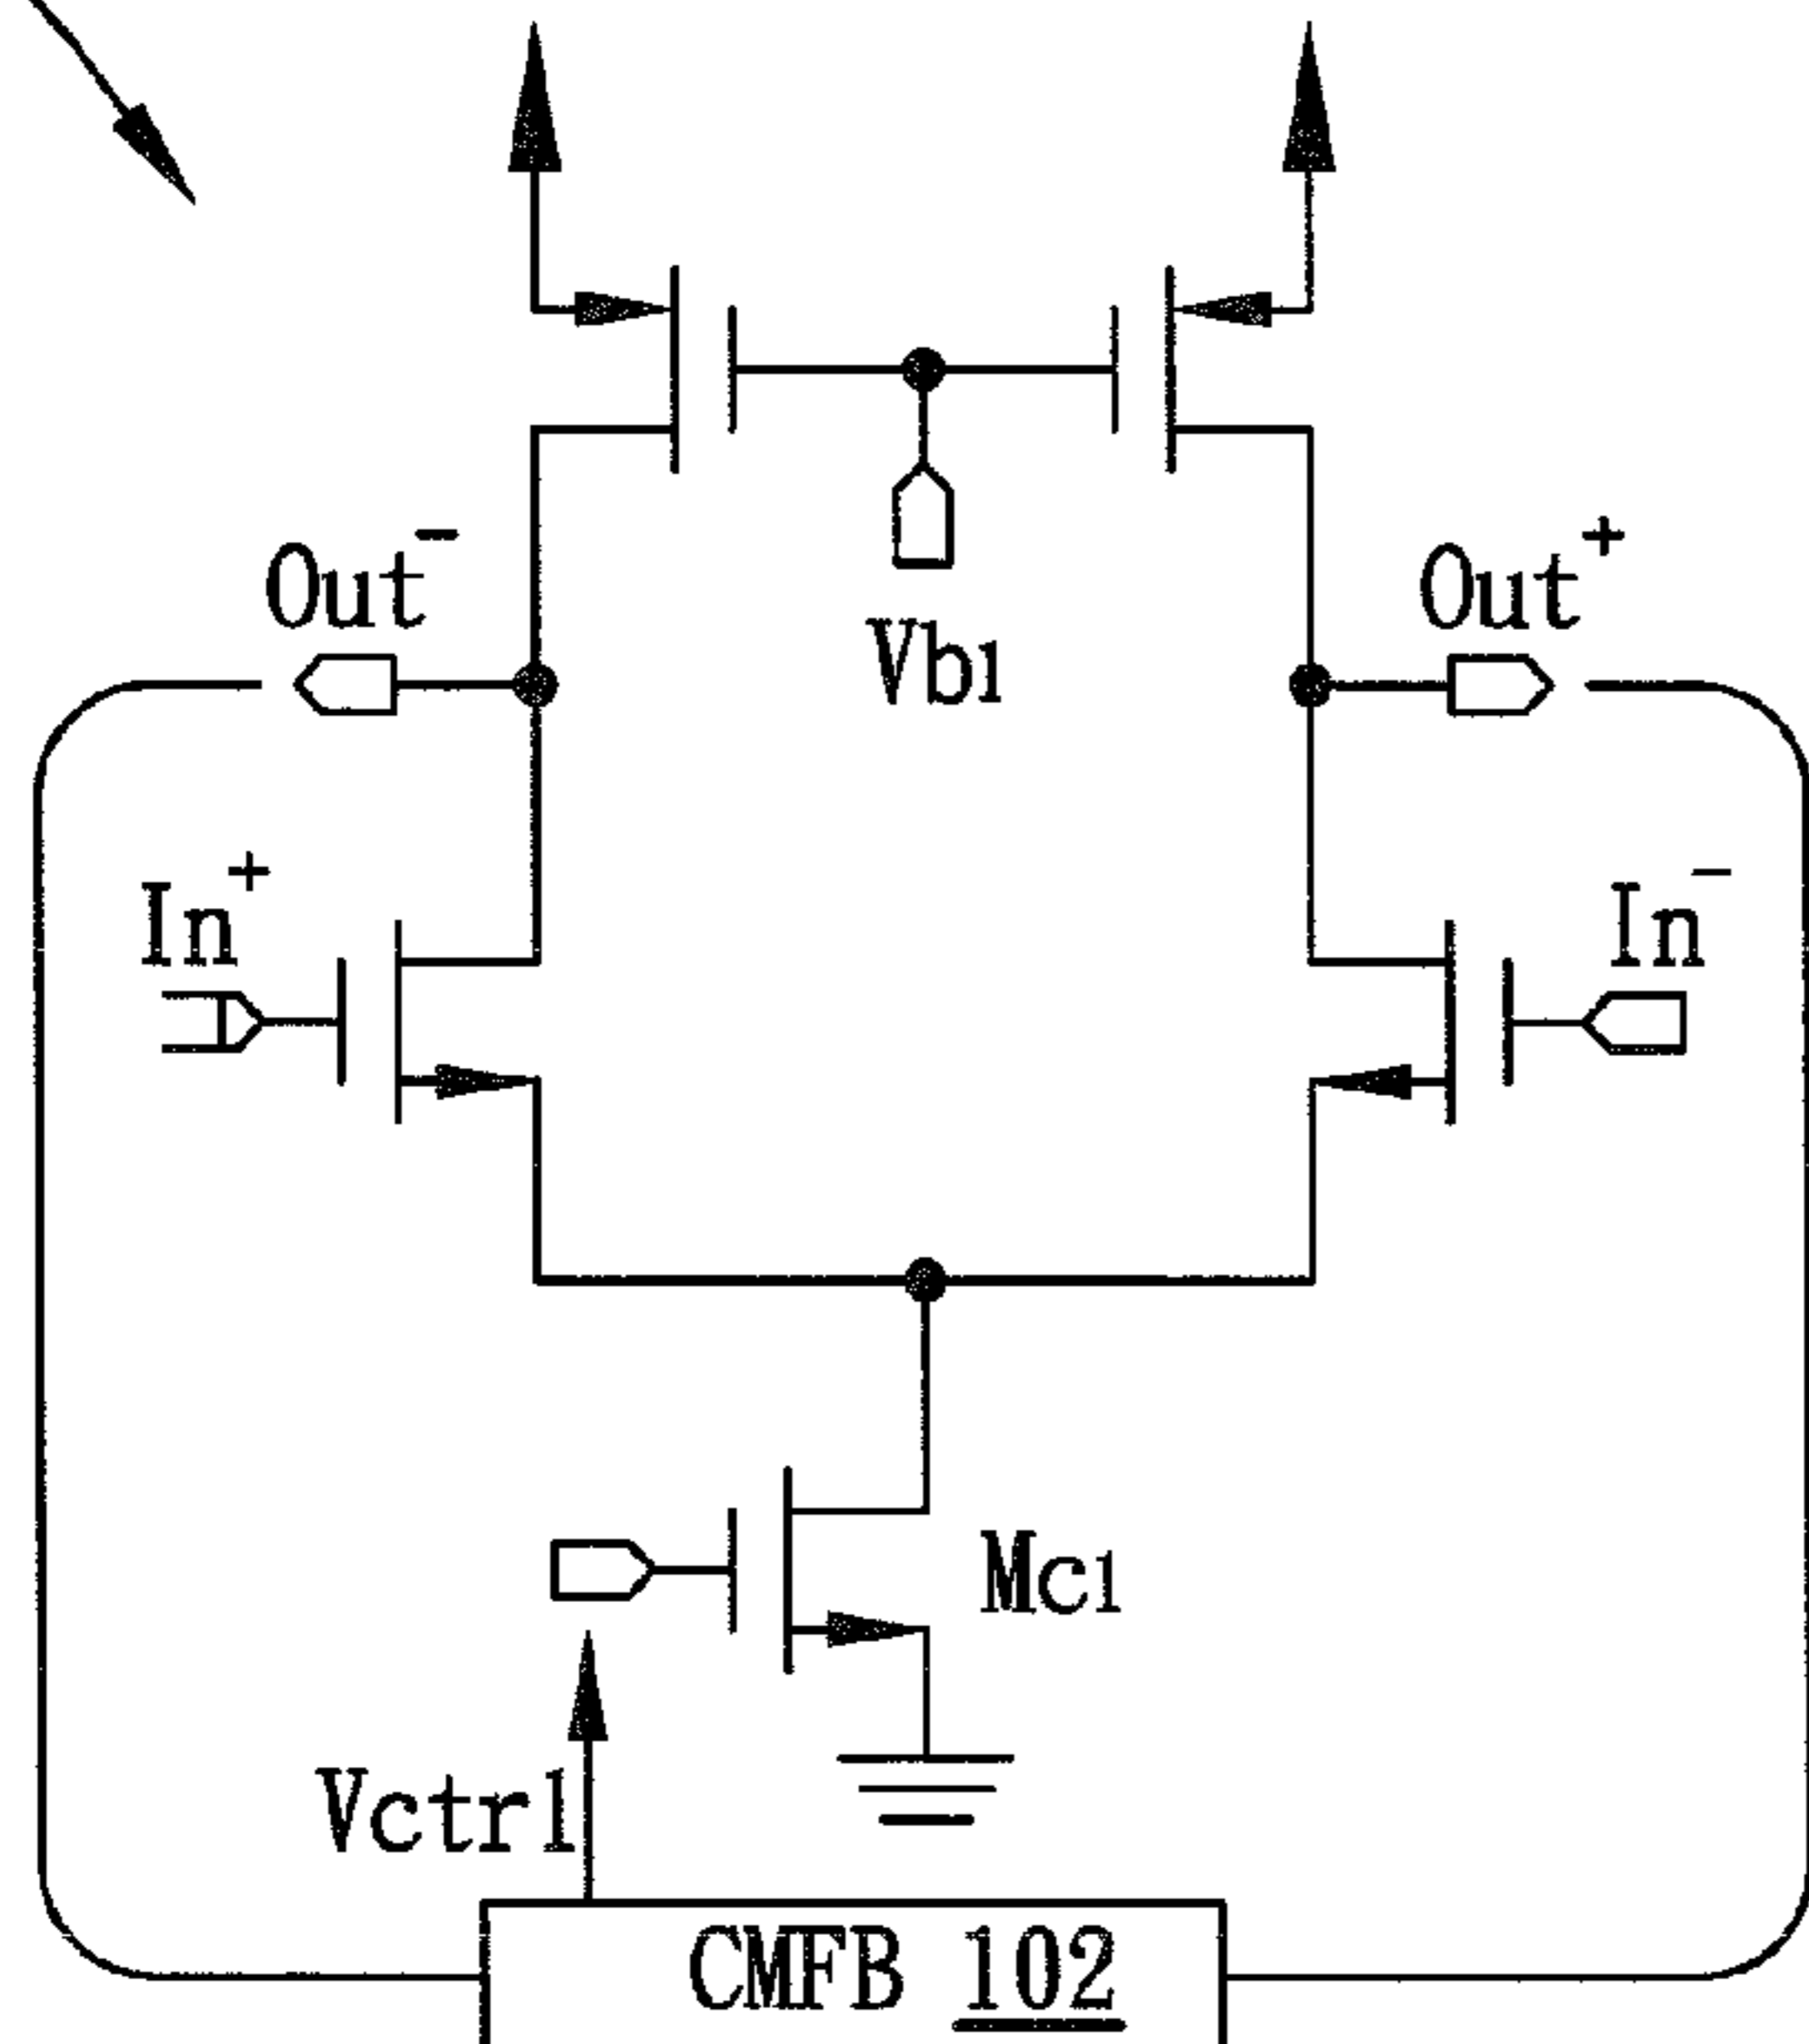 Out⁻
Out⁺
Vb1
In⁺
In⁻
Mc1
Vctrl
CMFB 102